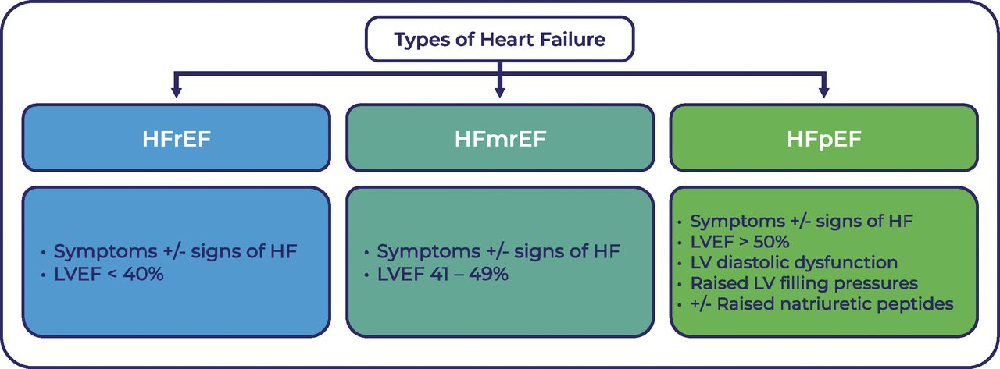 Types of Heart Failure
HFrEF
HFmrEF
HFpEF
• Symptoms +/- signs of HF
• LVEF < 40%
• Symptoms +/- signs of HF
• LVEF 41 – 49%
• Symptoms +/- signs of HF
• LVEF > 50%
• LV diastolic dysfunction
• Raised LV filling pressures
• +/- Raised natriuretic peptides